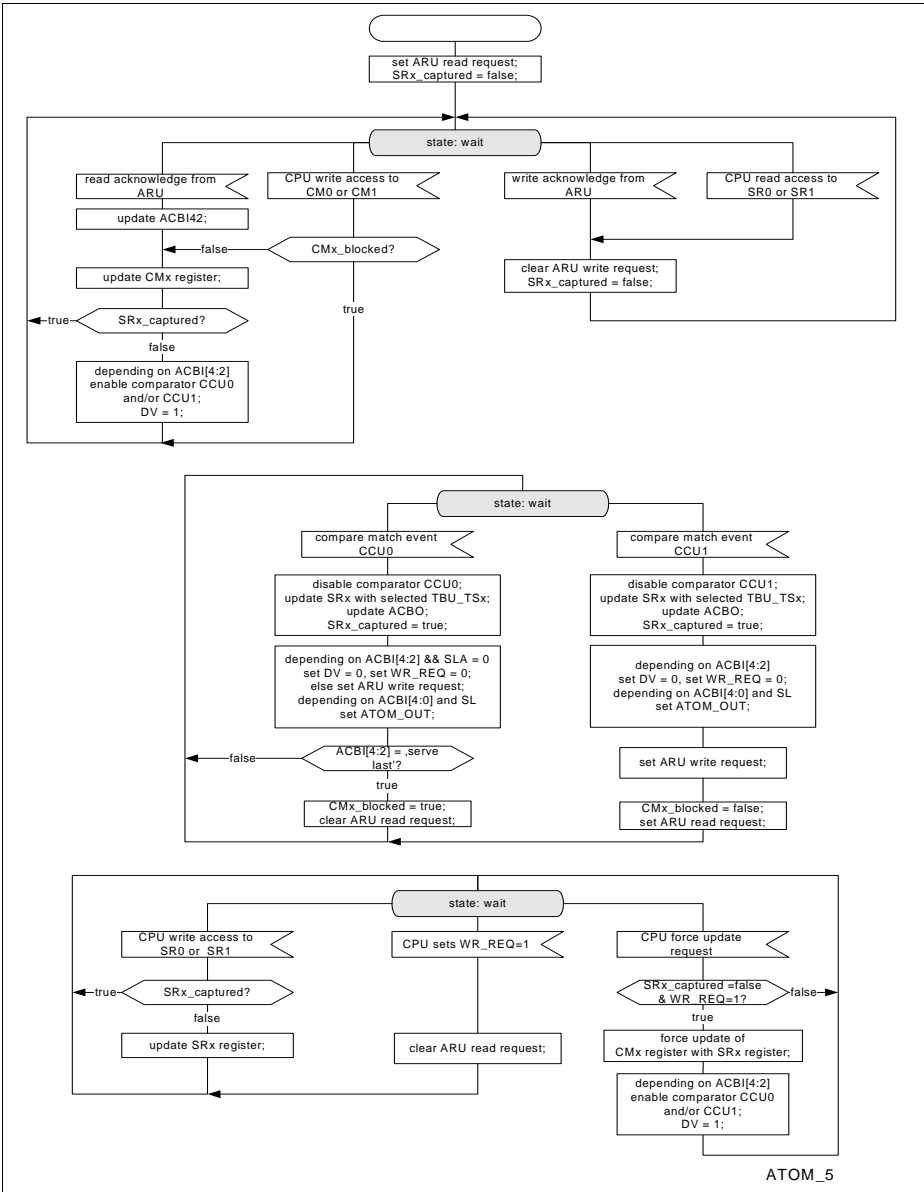 set ARU read request;
SRx_captured = false;
state: wait
read acknowledge from
ARU
CPU write access to
CM0 or CM1
write acknowledge from
ARU
CPU read access to
SR0 or SR1
update ACBI42;
false
CMx_blocked?
update CMx register;
clear ARU write request;
SRx_captured = false;
true
true
SRx_captured?
false
depending on ACBI[4:2]
enable comparator CCU0
and/or CCU1;
DV = 1;
state: wait
compare match event
CCU0
compare match event
CCU1
disable comparator CCU0;
update SRx with selected TBU_TSx;
update ACBO;
SRx_captured = true;
disable comparator CCU1;
update SRx with selected TBU_TSx;
update ACBO;
SRx_captured = true;
depending on ACBI[4:2] && SLA = 0
set DV = 0, set WR_REQ = 0;
else set ARU write request;
depending on ACBI[4:0] and SL
set ATOM_OUT;
depending on ACBI[4:2]
set DV = 0, set WR_REQ = 0;
depending on ACBI[4:0] and SL
set ATOM_OUT;
false
ACBI[4:2] = ‚serve
last'?
set ARU write request;
true
CMx_blocked = true;
clear ARU read request;
CMx_blocked = false;
set ARU read request;
state: wait
CPU write access to
SR0 or  SR1
CPU sets WR_REQ=1
CPU force update
request
true
SRx_captured?
SRx_captured =false
& WR_REQ=1?
false
false
true
update SRx register;
clear ARU read request;
force update of
CMx register with SRx register;
depending on ACBI[4:2]
enable comparator CCU0
and/or CCU1;
DV = 1;
ATOM_5